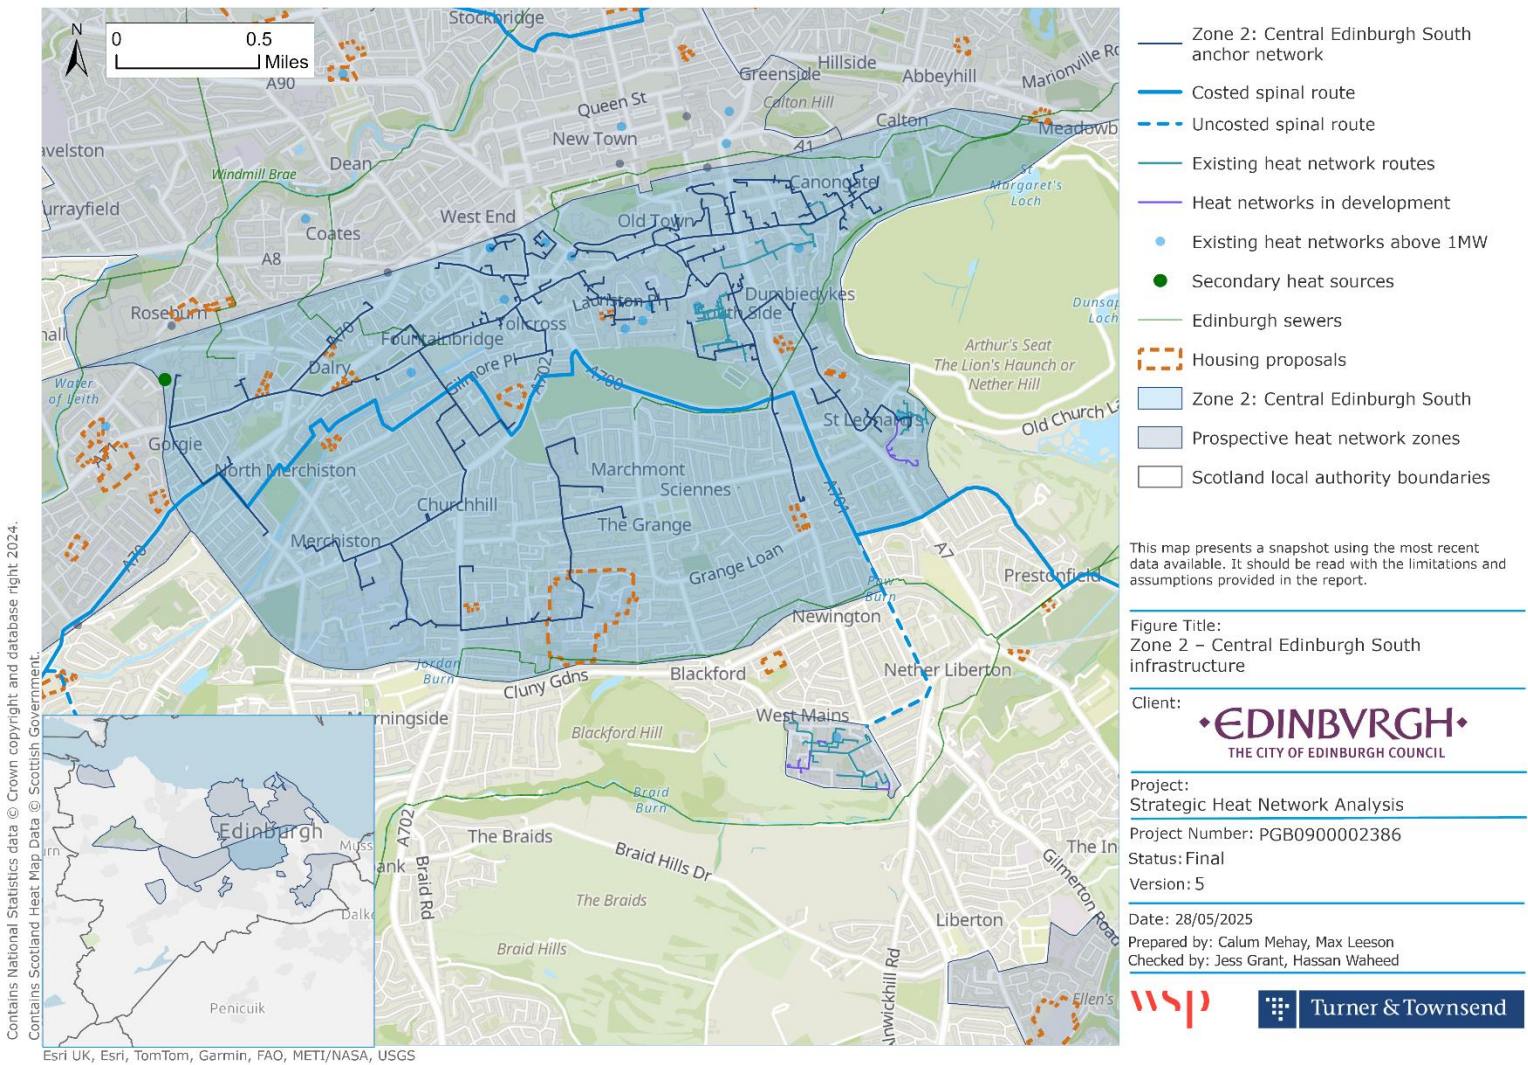 Stockbridge
N
0
0.5
Miles
A90
Greenside
Hillside
Abbeyhill
Marionville Rd
Queen St
Calton Hill
New Town
Calton
Meadowb
A1
avelston
Dean
Windmill Brae
Canongate
St
Margaret's
Loch
urrayfield
West End
Old Town
Coates
A8
Roseburn
Lauriston Pl
Dumbiedykes
South Side
Dunsap
Loch
hall
A70
Fountainbridge
Tollcross
Arthur's Seat
The Lion's Haunch or
Nether Hill
Dalry
Gilmore Pl
A702
A700
Water
of Leith
Old Church La
St Leonard's
Gorgie
North Merchiston
Marchmont
Sciennes
Churchhill
A701
The Grange
Merchiston
A70
Grange Loan
A7
Prestonfield
Pow
Burn
Newington
Jordan
Burn
Cluny Gdns
Blackford
Nether Liberton
Morningside
West Mains
Blackford Hill
Braid
Burn
A702
The Braids
Braid Hills Dr
The In
bank
Braid Rd
Gilmerton Road
The Braids
Liberton
Braid Hills
Ellen's
Edinburgh
Muss
urn
Dalke
Penicuik
Zone 2: Central Edinburgh South
anchor network
Costed spinal route
Uncosted spinal route
Existing heat network routes
Heat networks in development
Existing heat networks above 1MW
Secondary heat sources
Edinburgh sewers
Housing proposals
Zone 2: Central Edinburgh South
Prospective heat network zones
Scotland local authority boundaries
This map presents a snapshot using the most recent
data available. It should be read with the limitations and
assumptions provided in the report.
Figure Title:
Zone 2 – Central Edinburgh South
infrastructure
Client:
•EDINBVRGH•
THE CITY OF EDINBURGH COUNCIL
Project:
Strategic Heat Network Analysis
Project Number: PGB0900002386
Status: Final
Version: 5
Date: 28/05/2025
Prepared by: Calum Mehay, Max Leeson
Checked by: Jess Grant, Hassan Waheed
wsp
Turner & Townsend
Contains National Statistics data © Crown copyright and database right 2024.
Contains Scotland Heat Map Data © Scottish Government.
Esri UK, Esri, TomTom, Garmin, FAO, METI/NASA, USGS